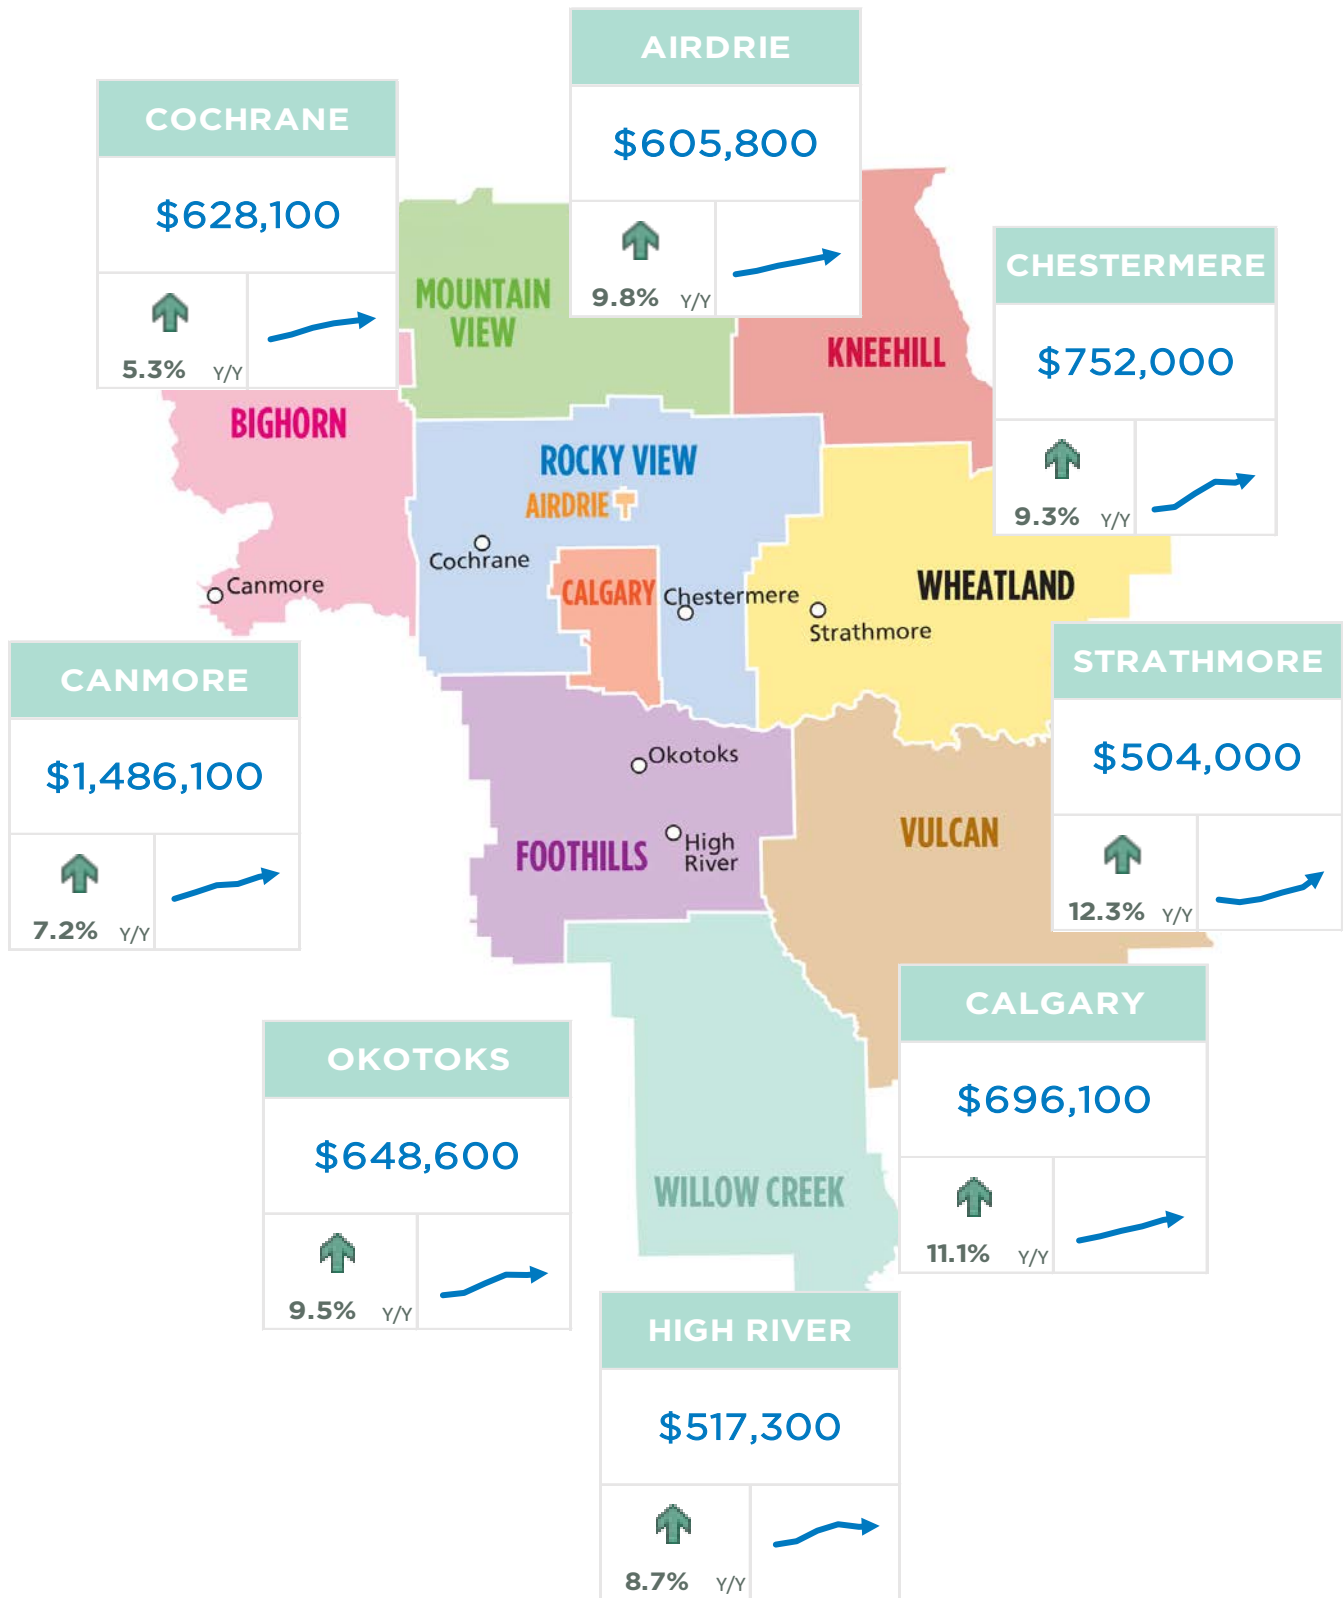 AIRDRIE
$605,800
9.8% Y/Y
COCHRANE
$628,100
5.3% Y/Y
CHESTERMERE
$752,000
9.3% Y/Y
MOUNTAIN
VIEW
KNEEHILL
BIGHORN
ROCKY VIEW
AIRDRIE
Cochrane
Canmore
CALGARY
Chestermere
WHEATLAND
Strathmore
CANMORE
$1,486,100
7.2% Y/Y
STRATHMORE
$504,000
12.3% Y/Y
Okotoks
High
River
FOOTHILLS
VULCAN
CALGARY
$696,100
11.1% Y/Y
OKOTOKS
$648,600
9.5% Y/Y
WILLOW CREEK
HIGH RIVER
$517,300
8.7% Y/Y